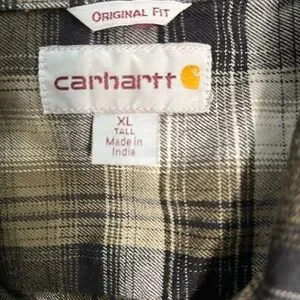 ORIGINAL FIT
carhartt
XL
TALL
Made in
India